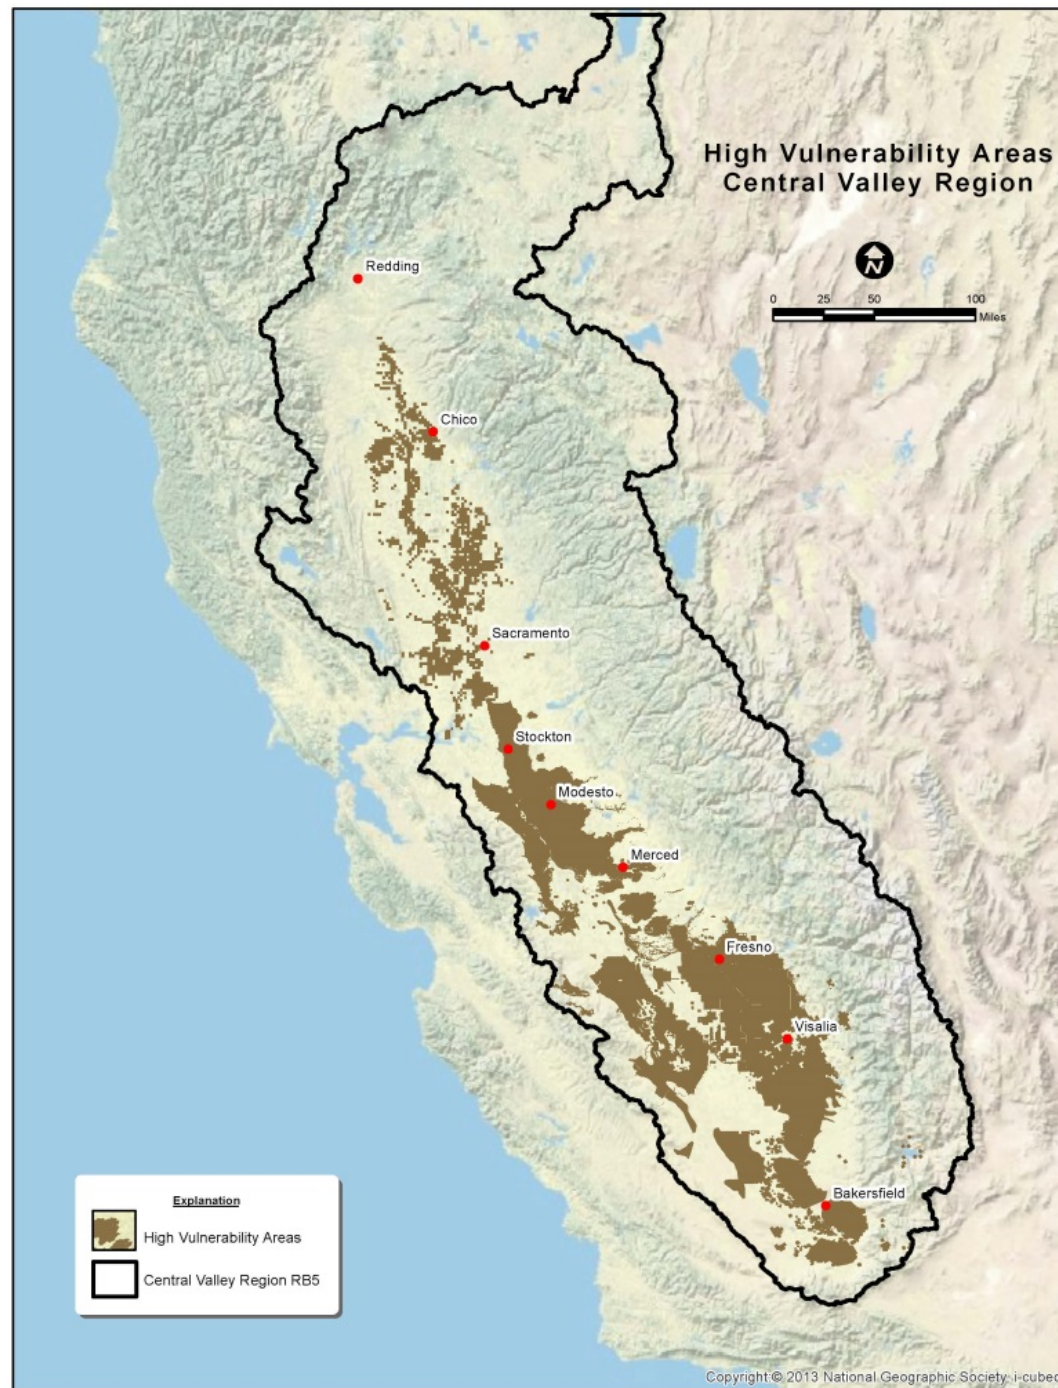 High Vulnerability Areas
Central Valley Region
N
0 25 50 100
Miles
Redding
Chico
Sacramento
Stockton
Modesto
Merced
Fresno
Visalia
Bakersfield
Explanation
High Vulnerability Areas
Central Valley Region RB5
Copyright:© 2013 National Geographic Society, i-cubed